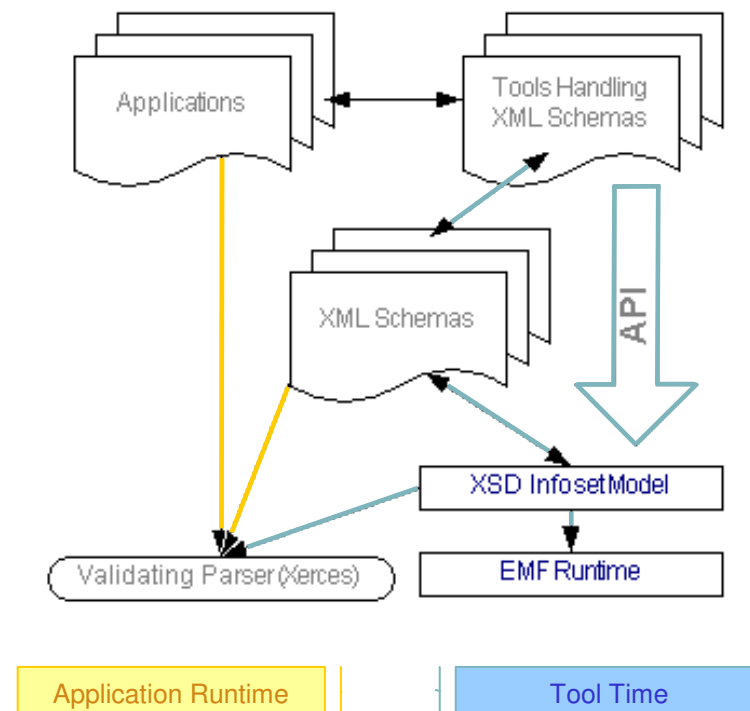 Applications
Tools Handling
XML Schemas
XML Schemas
API
XSD InfosetModel
EMF Runtime
Validating Parser(Xerces)
Application Runtime
Tool Time